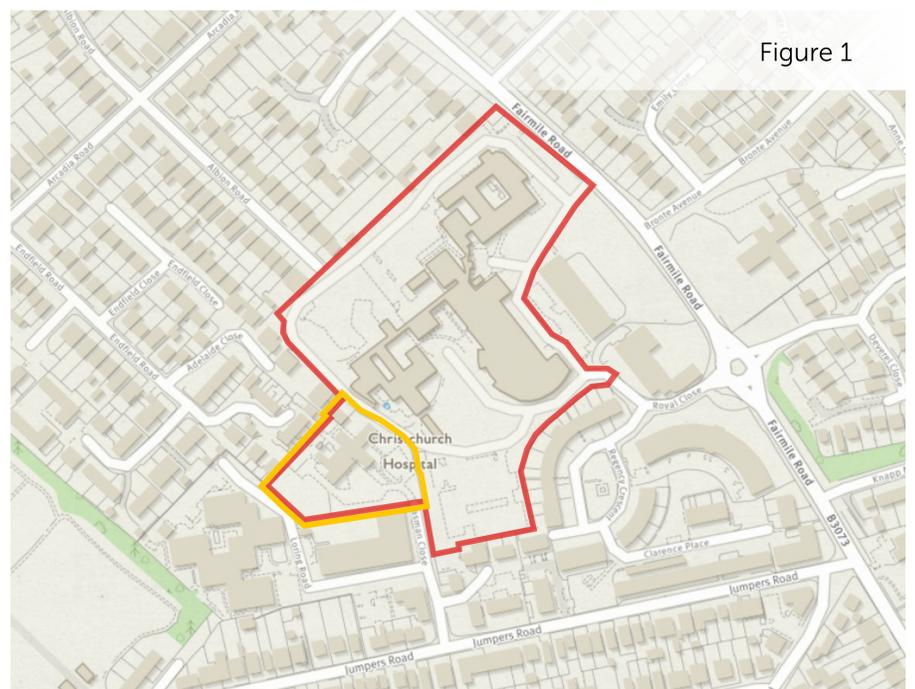 Figure 1
Albion Road
Arcadia Road
Fairmile Road
Emily Close
Bronte Avenue
Arcadia Road
Albion Road
Bronte Avenue
Endfield Road
Endfield Close
Endfield Close
Fairmile Road
Endfield Road
Adelaide Close
Deverel Close
Royal Close
Christchurch
Hospital
Fairmile Road
Regency Crescent
Knapp
B3073
Loring Road
Clarence Place
Jumpers Road
Jumpers Road
Jumpers Road